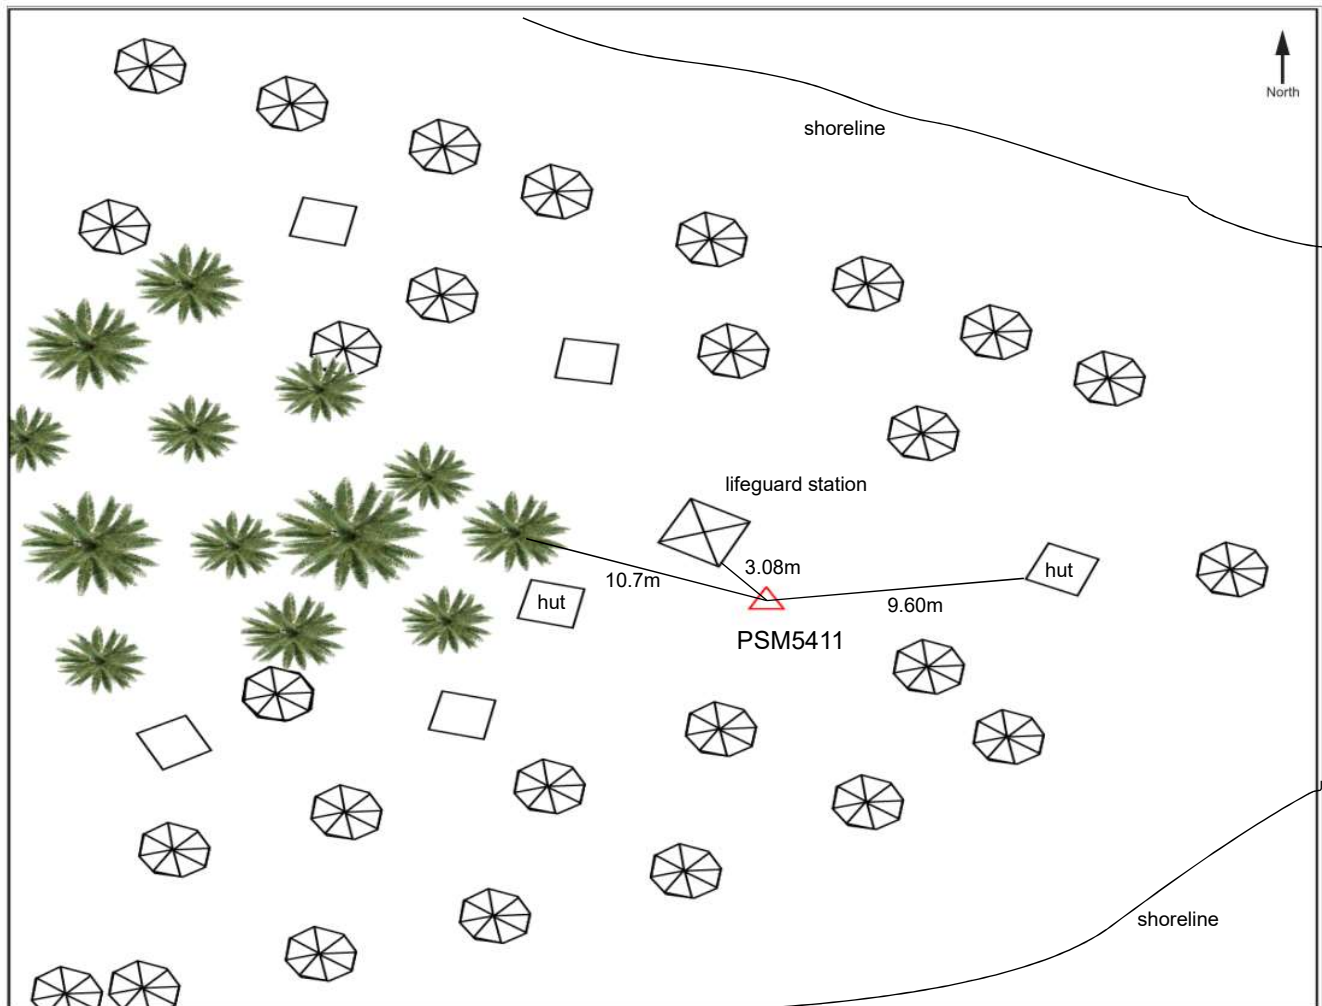 North
shoreline
lifeguard station
3.08m
10.7m
hut
hut
9.60m
PSM5411
shoreline